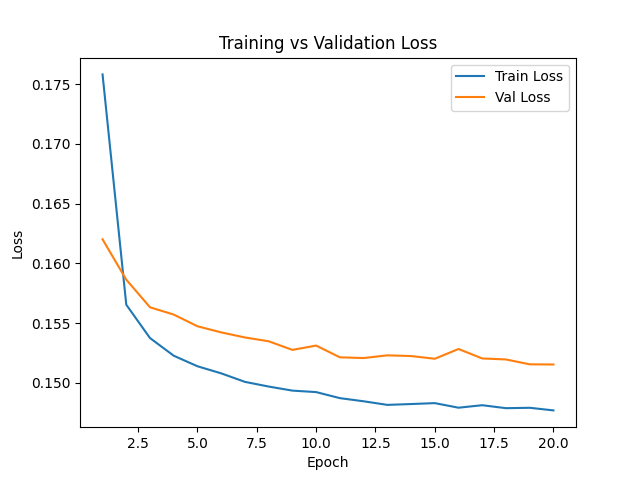 Training vs Validation Loss
Train Loss
Val Loss
0.175
0.170
0.165
0.160
0.155
0.150
Loss
2.5 5.0 7.5 10.0 12.5 15.0 17.5 20.0
Epoch